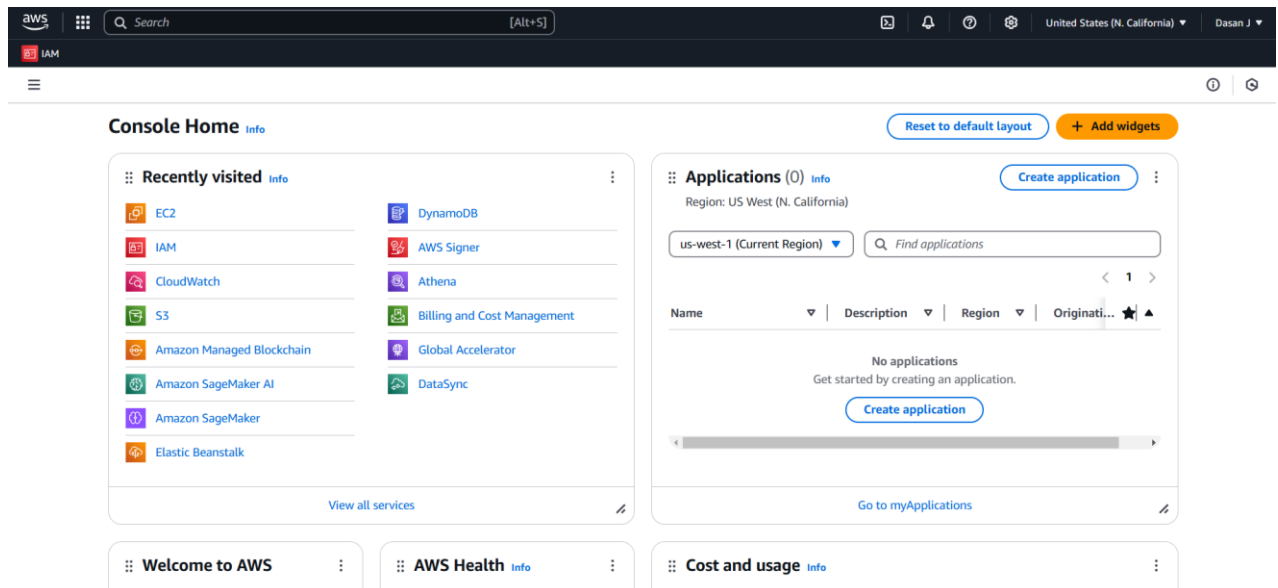 aws
Search [Alt+S]
United States (N. California) ▼
Dasan J ▼
IAM
Console Home Info
Reset to default layout
+ Add widgets
Recently visited Info
EC2
IAM
CloudWatch
S3
Amazon Managed Blockchain
Amazon SageMaker AI
Amazon SageMaker
Elastic Beanstalk
DynamoDB
AWS Signer
Athena
Billing and Cost Management
Global Accelerator
DataSync
View all services
Applications (0) Info
Create application
Region: US West (N. California)
us-west-1 (Current Region) ▼
Find applications
< 1 >
Name Description Region Originati...
No applications
Get started by creating an application.
Create application
Go to myApplications
Welcome to AWS
AWS Health Info
Cost and usage Info